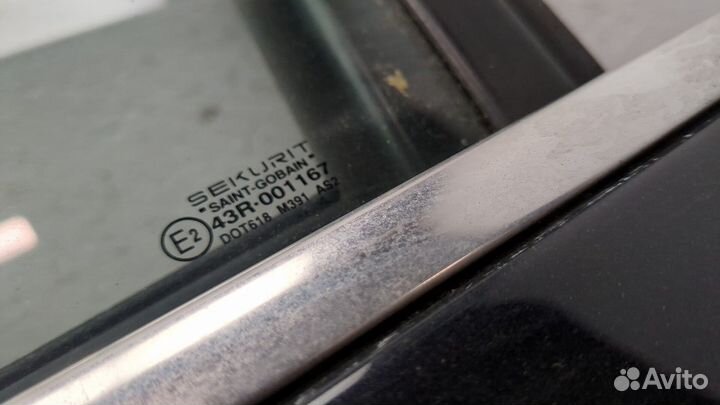 SEKURIT
SAINT-GOBAIN
E2 43R-001167
DOT618 M391 AS2
Avito